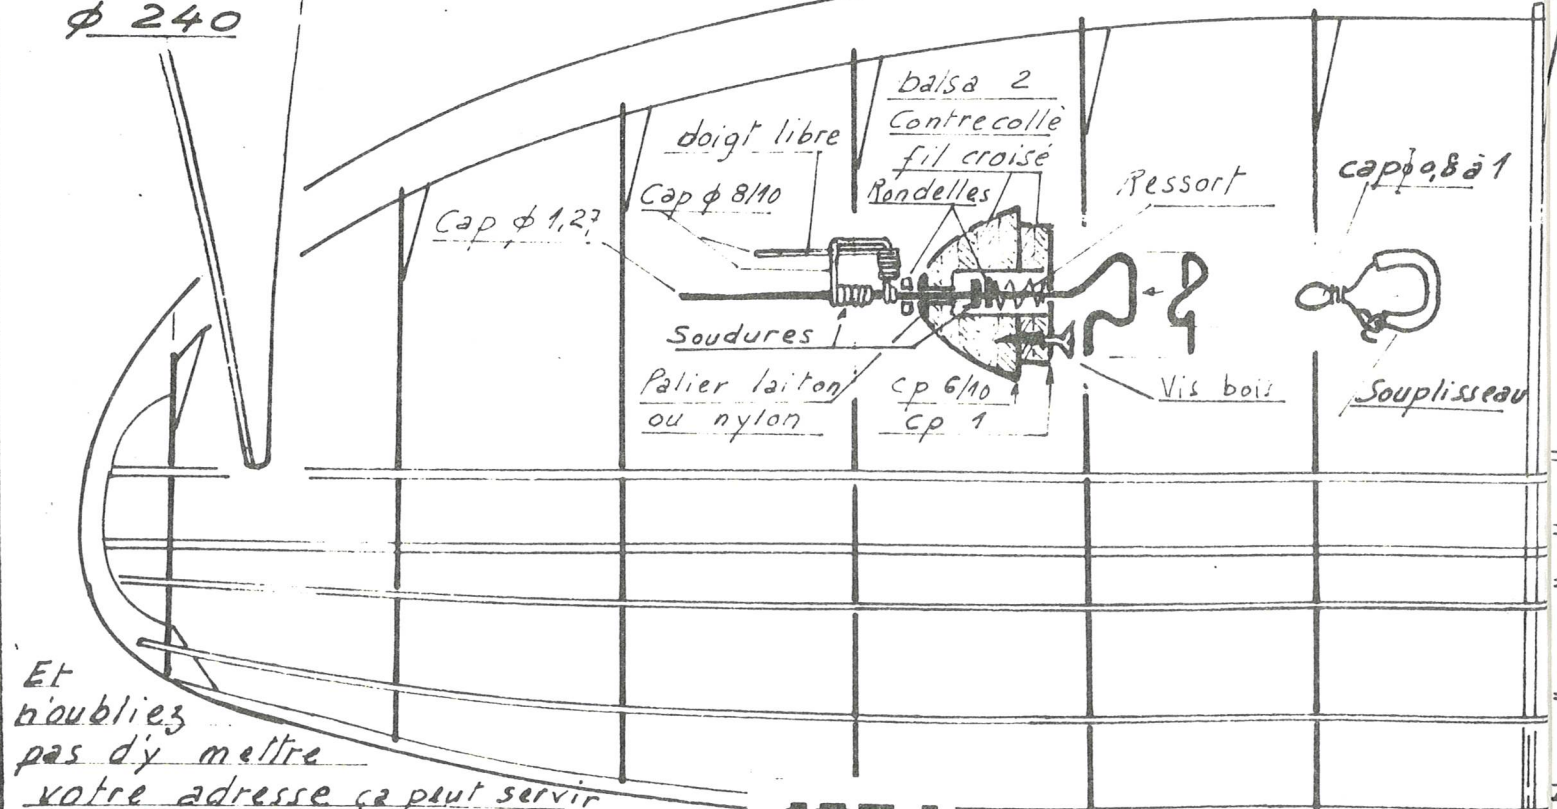 ϕ 240
balsa 2
Contrecollé
fil croisé
doigt libre
Cap ϕ 8/10
Rondelles
Ressort
cap ϕ 0,8 à 1
Cap ϕ 1,27
Soudures
Palier laiton
ou nylon
cp 6/10
cp 1
Vis bois
Souplisseau
Et
n'oubliez
pas d'y mettre
votre adresse ça peut servir